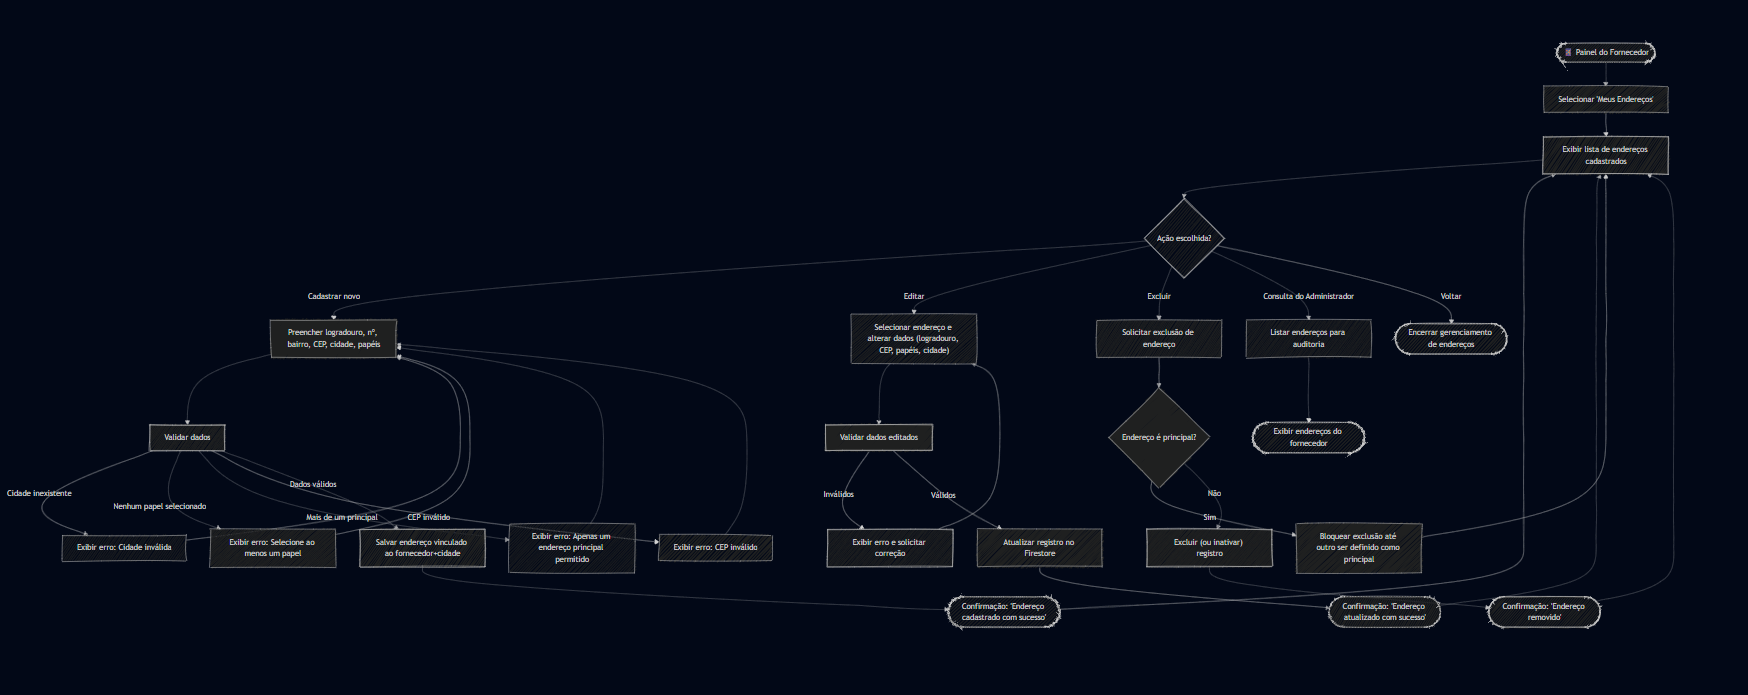 Painel do Fornecedor
Selecionar 'Meus Endereços'
Exibir lista de endereços
cadastrados
Ação escolhida?
Cadastrar novo
Editar
Excluir
Consulta do Administrador
Voltar
Preencher logradouro, nº,
bairro, CEP, cidade, papéis
Selecionar endereço e
alterar dados (logradouro,
CEP, papéis, cidade)
Solicitar exclusão de
endereço
Listar endereços para
auditoria
Encerrar gerenciamento
de endereços
Validar dados
Validar dados editados
Endereço é principal?
Exibir endereços do
fornecedor
Cidade inexistente
Nenhum papel selecionado
Dados válidos
Mais de um principal
CEP inválido
Inválidos
Válidos
Não
Sim
Exibir erro: Cidade inválida
Exibir erro: Selecione ao
menos um papel
Salvar endereço vinculado
ao fornecedor+cidade
Exibir erro: Apenas um
endereço principal
permitido
Exibir erro: CEP inválido
Exibir erro e solicitar
correção
Atualizar registro no
Firestore
Excluir (ou inativar)
registro
Bloquear exclusão até
outro ser definido como
principal
Confirmação: 'Endereço
cadastrado com sucesso'
Confirmação: 'Endereço
atualizado com sucesso'
Confirmação: 'Endereço
removido'